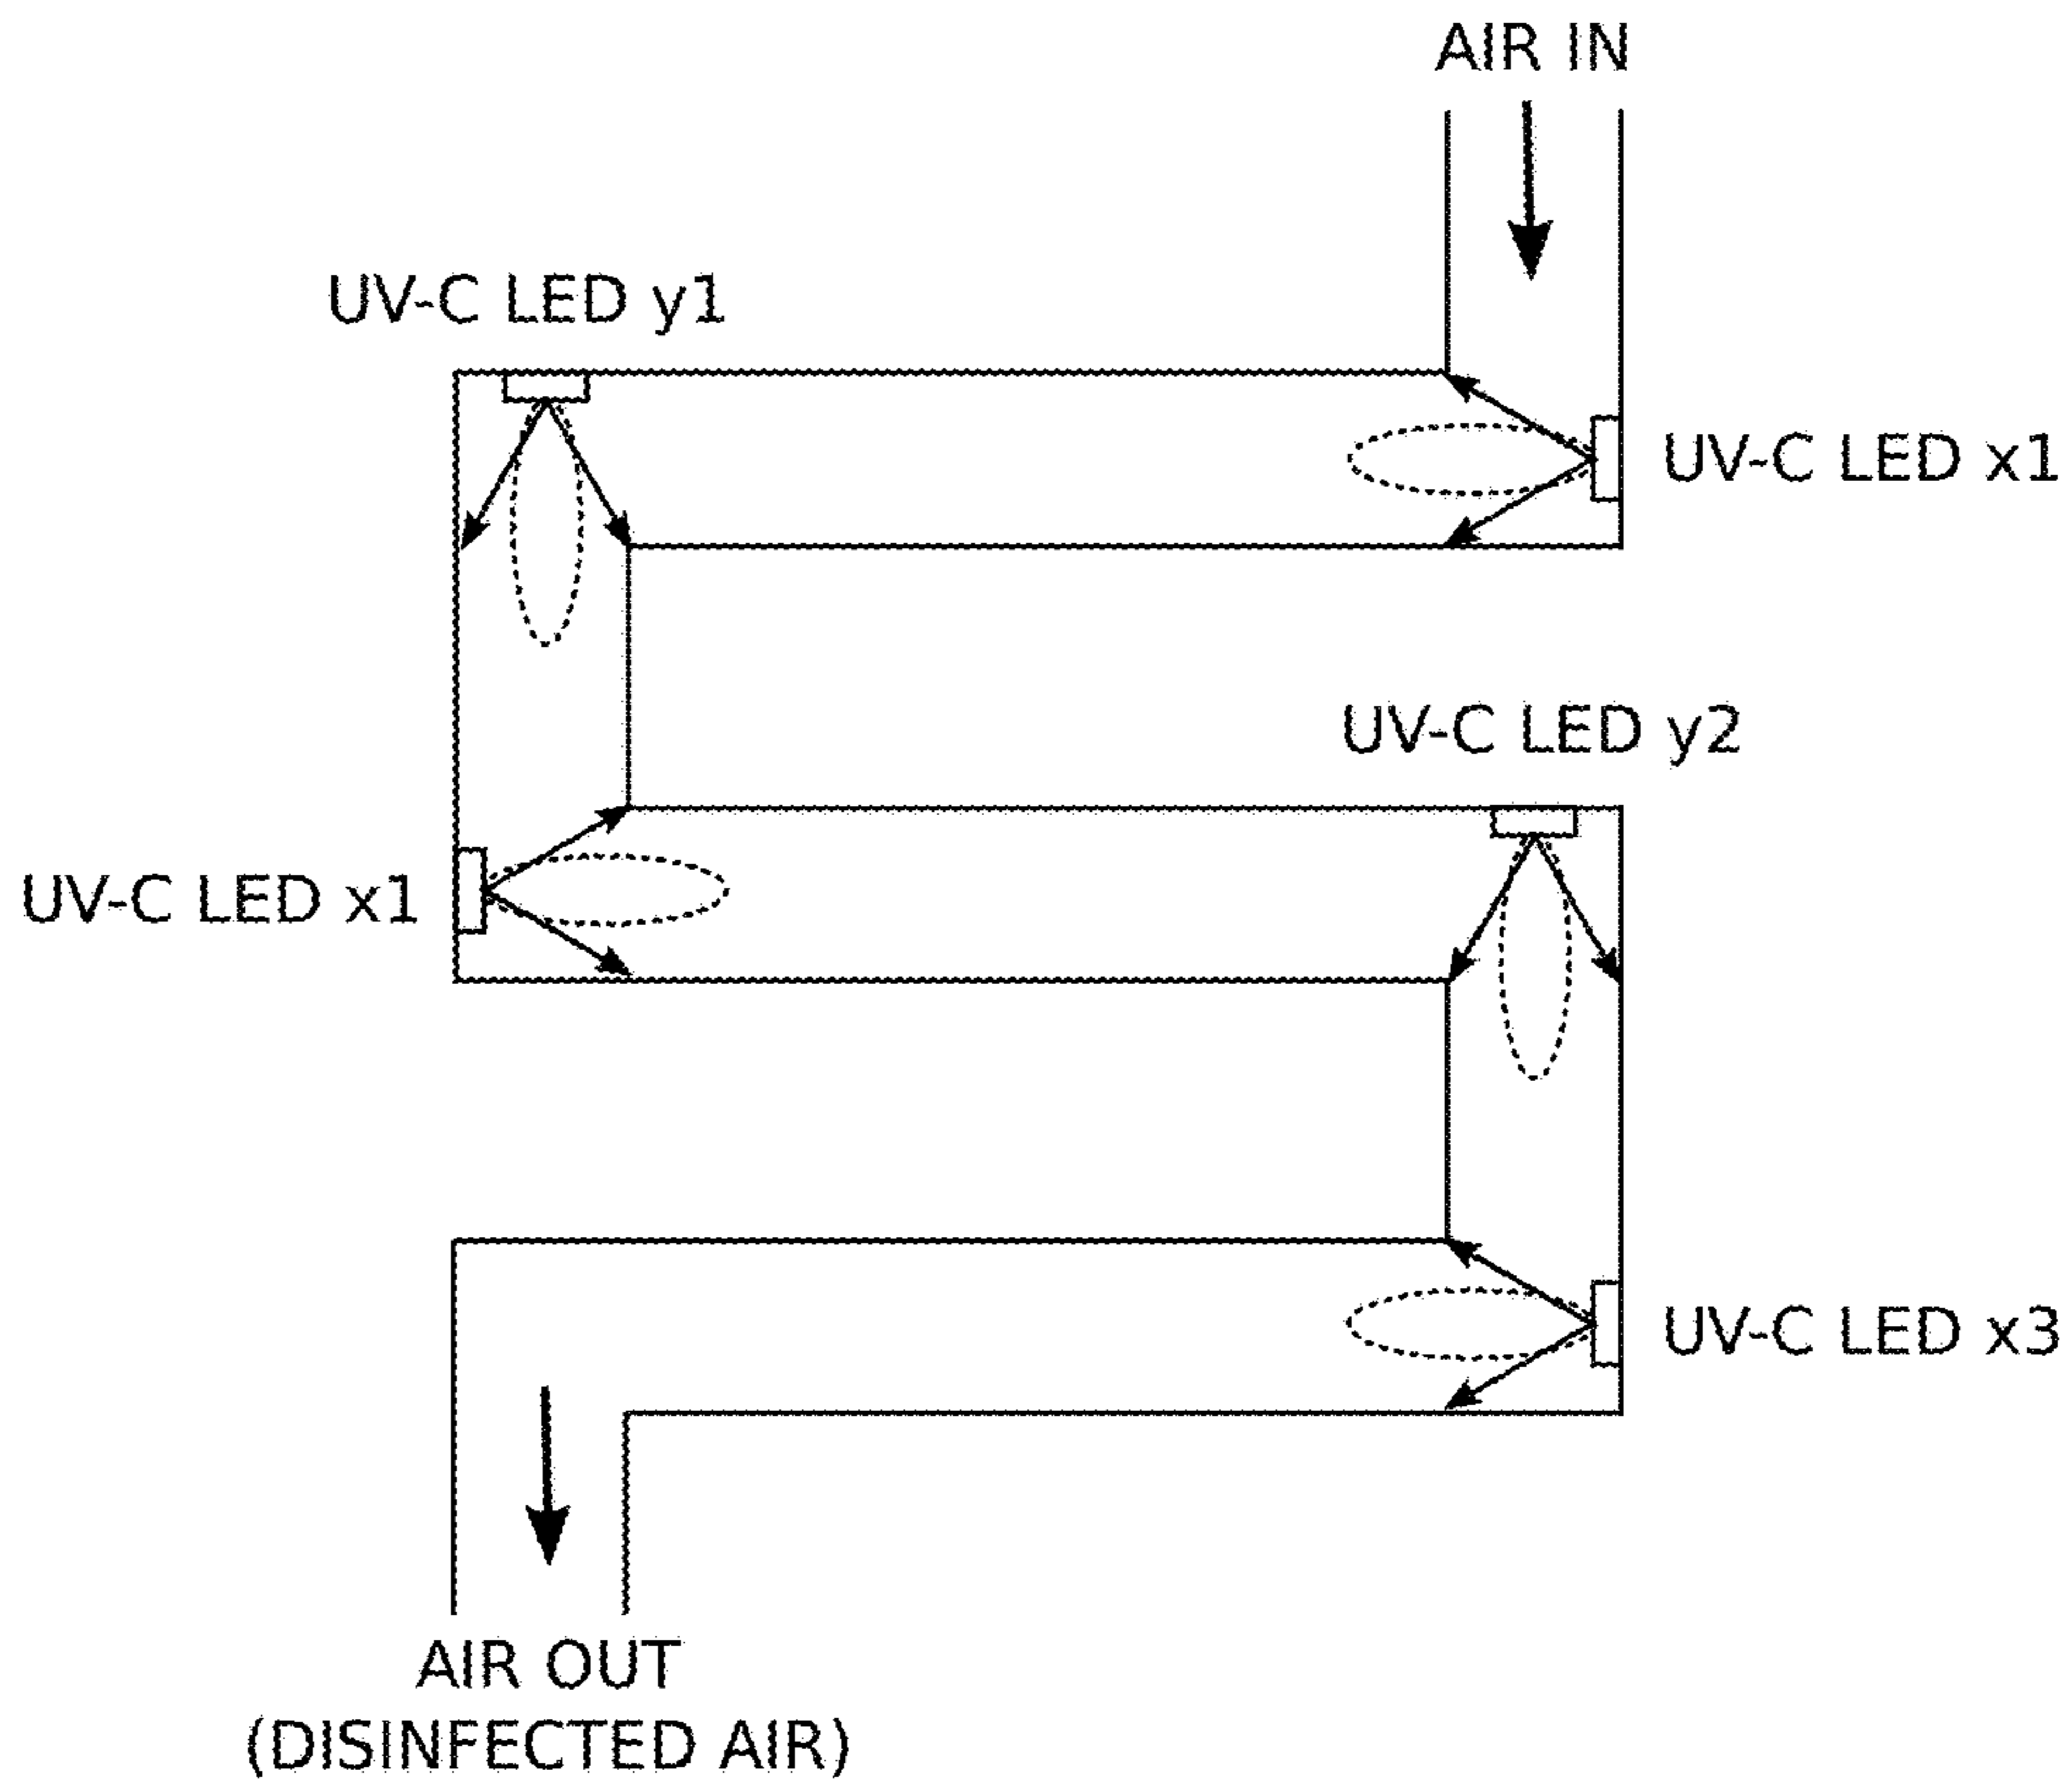 AIR IN
UV-C LED y1
UV-C LED x1
UV-C LED y2
UV-C LED x1
UV-C LED x3
AIR OUT
(DISINFECTED AIR)